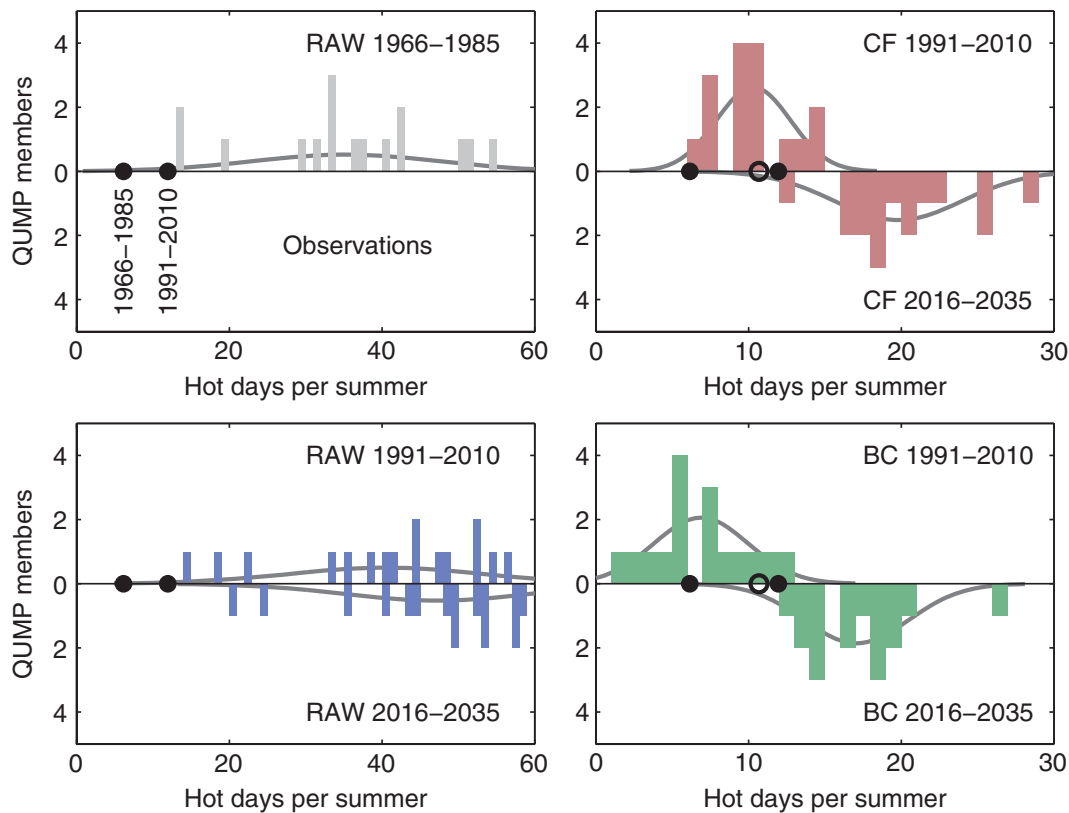 RAW 1966–1985
4
2
0
2
4
QUMP members
1966–1985
1991–2010
Observations
0 20 40 60
Hot days per summer
CF 1991–2010
4
2
0
2
4
CF 2016–2035
0 10 20 30
Hot days per summer
RAW 1991–2010
4
2
0
2
4
QUMP members
RAW 2016–2035
0 20 40 60
Hot days per summer
BC 1991–2010
4
2
0
2
4
BC 2016–2035
0 10 20 30
Hot days per summer